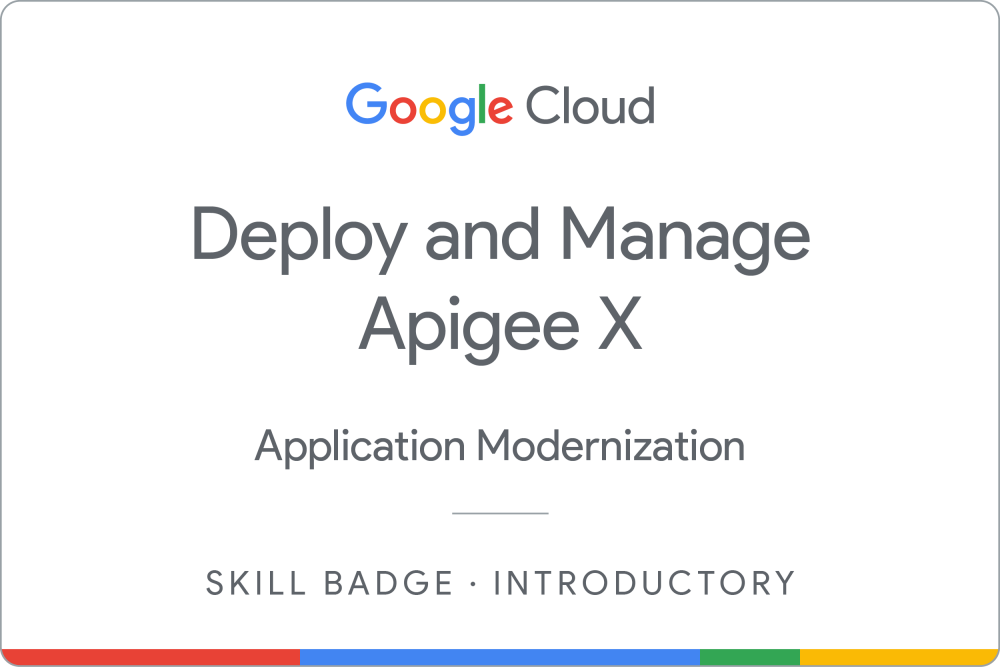 Google Cloud
Deploy and Manage
Apigee X
Application Modernization
SKILL BADGE · INTRODUCTORY